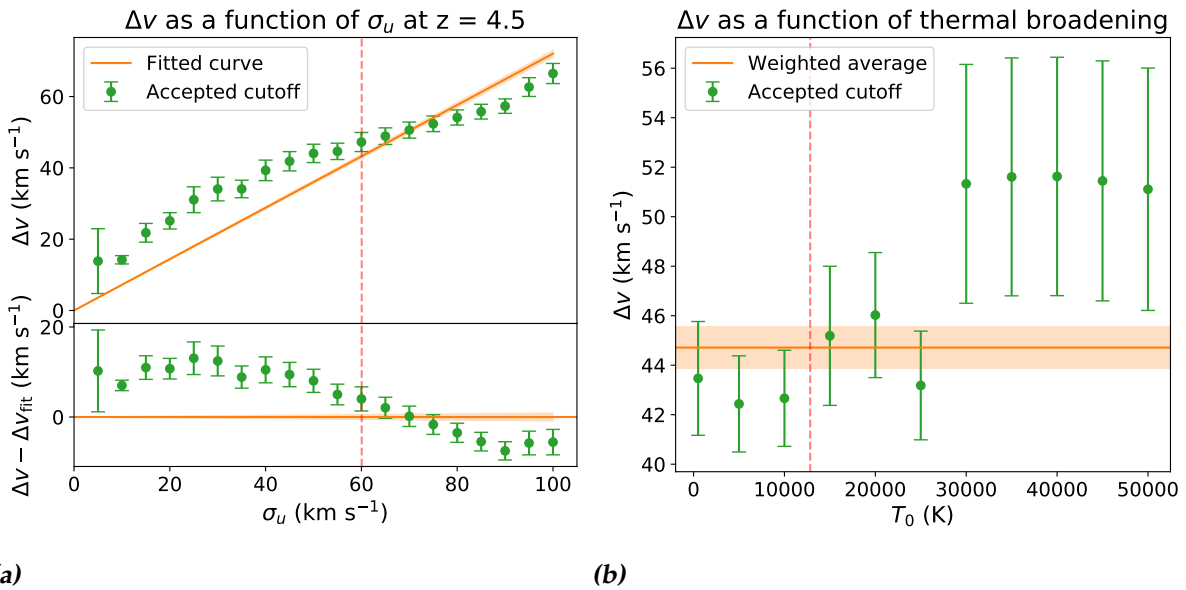 Δv as a function of σᵤ at z = 4.5
Fitted curve
Accepted cutoff
Δv (km s⁻¹)
60
40
20
0
Δv − Δv_fit (km s⁻¹)
20
0
0 20 40 60 80 100
σᵤ (km s⁻¹)
(a)
Δv as a function of thermal broadening
Weighted average
Accepted cutoff
Δv (km s⁻¹)
56
54
52
50
48
46
44
42
40
0 10000 20000 30000 40000 50000
T₀ (K)
(b)